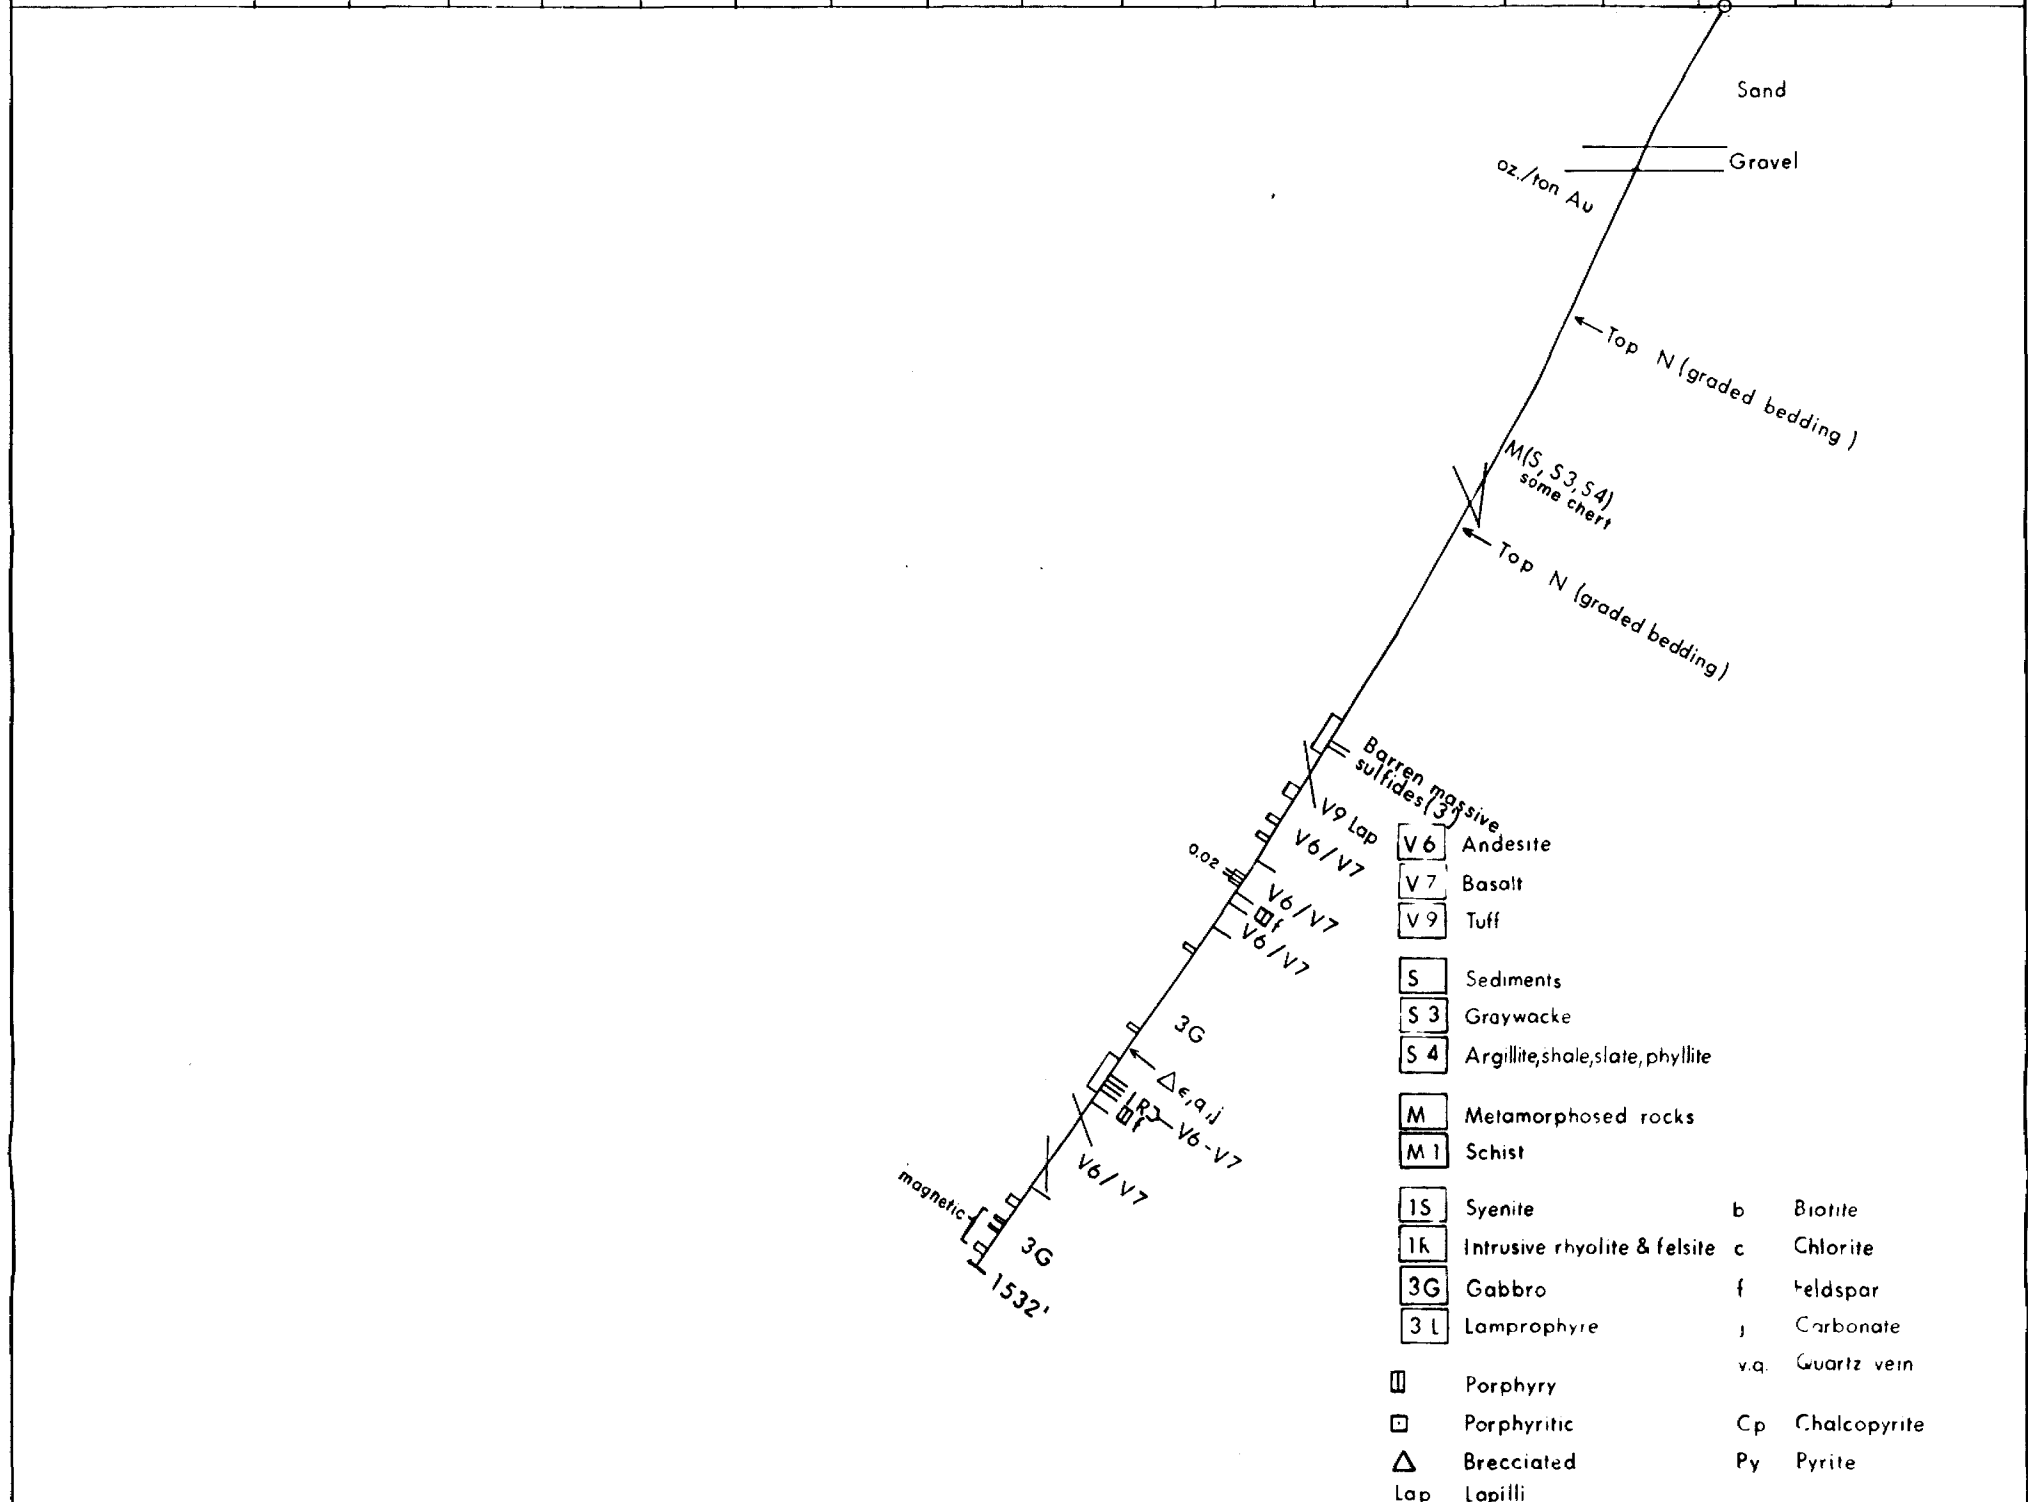 Sand
Gravel
oz./ton Au
Top N (graded bedding)
M(S, S3, S4)
some chert
Top N (graded bedding)
Barren massive
sulfides (3')
V9 Lap
V6/V7
0.02
V6/V7
f
V6/V7
3G
Δ ϵ,q,j
1R
f
V6-V7
V6/V7
magnetic
3G
1532'
V6 Andesite
V7 Basalt
V9 Tuff
S Sediments
S3 Graywacke
S4 Argillite, shale, slate, phyllite
M Metamorphosed rocks
M1 Schist
1S Syenite b Biotite
1R Intrusive rhyolite & felsite c Chlorite
3G Gabbro f Feldspar
3L Lamprophyre j Carbonate
v.q. Quartz vein
Porphyry
Porphyritic Cp Chalcopyrite
Δ Brecciated Py Pyrite
Lap Lapilli